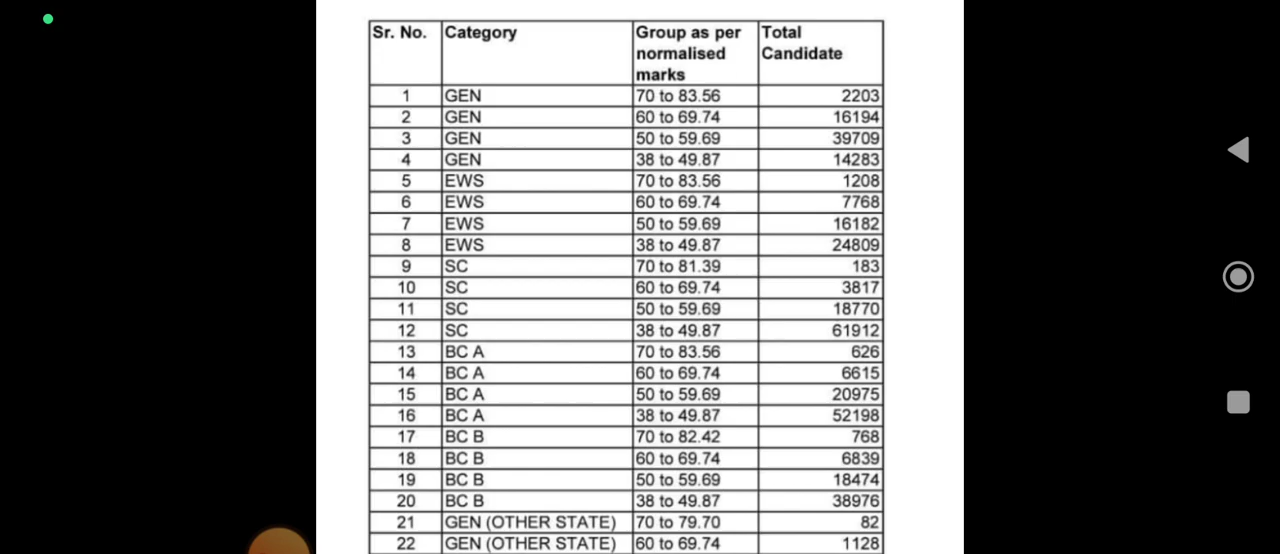 Sr. No. Category Group as per normalised marks Total Candidate
1 GEN 70 to 83.56 2203
2 GEN 60 to 69.74 16194
3 GEN 50 to 59.69 39709
4 GEN 38 to 49.87 14283
5 EWS 70 to 83.56 1208
6 EWS 60 to 69.74 7768
7 EWS 50 to 59.69 16182
8 EWS 38 to 49.87 24809
9 SC 70 to 81.39 183
10 SC 60 to 69.74 3817
11 SC 50 to 59.69 18770
12 SC 38 to 49.87 61912
13 BC A 70 to 83.56 626
14 BC A 60 to 69.74 6615
15 BC A 50 to 59.69 20975
16 BC A 38 to 49.87 52198
17 BC B 70 to 82.42 768
18 BC B 60 to 69.74 6839
19 BC B 50 to 59.69 18474
20 BC B 38 to 49.87 38976
21 GEN (OTHER STATE) 70 to 79.70 82
22 GEN (OTHER STATE) 60 to 69.74 1128